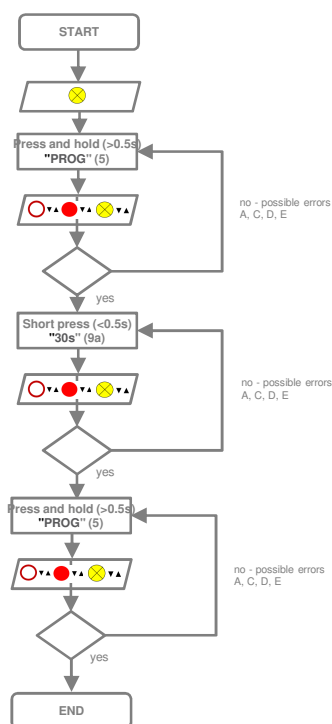 START
Press and hold (>0.5s)
"PROG" (5)
no - possible errors
A, C, D, E
yes
Short press (<0.5s)
"30s" (9a)
no - possible errors
A, C, D, E
yes
Press and hold (>0.5s)
"PROG" (5)
no - possible errors
A, C, D, E
yes
END